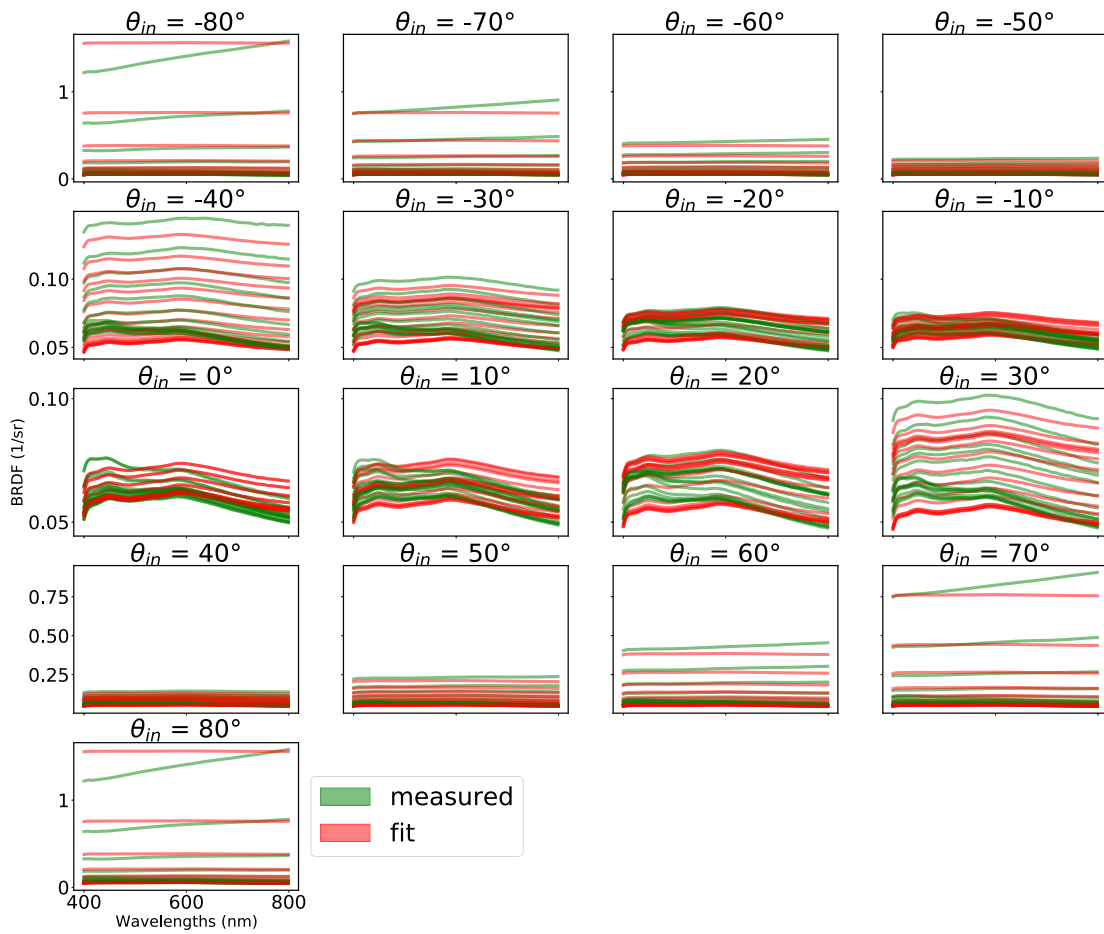 θin = -80° θin = -70° θin = -60° θin = -50°
1
0
θin = -40° θin = -30° θin = -20° θin = -10°
0.10
0.05
θin = 0° θin = 10° θin = 20° θin = 30°
0.10
BRDF (1/sr)
0.05
θin = 40° θin = 50° θin = 60° θin = 70°
0.75
0.50
0.25
θin = 80°
1
measured
fit
0
400 600 800
Wavelengths (nm)